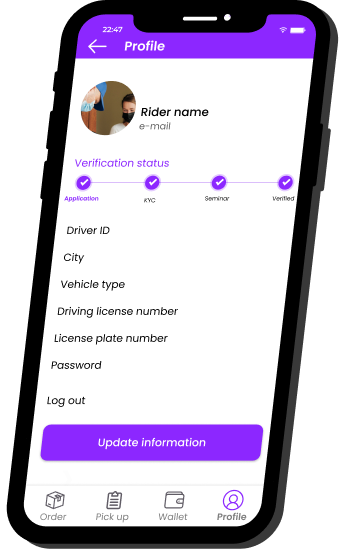 22:47
Profile
Rider name
e-mail
Verification status
Application KYC Seminar Verified
Driver ID
City
Vehicle type
Driving license number
License plate number
Password
Log out
Update information
Order Pick up Wallet Profile